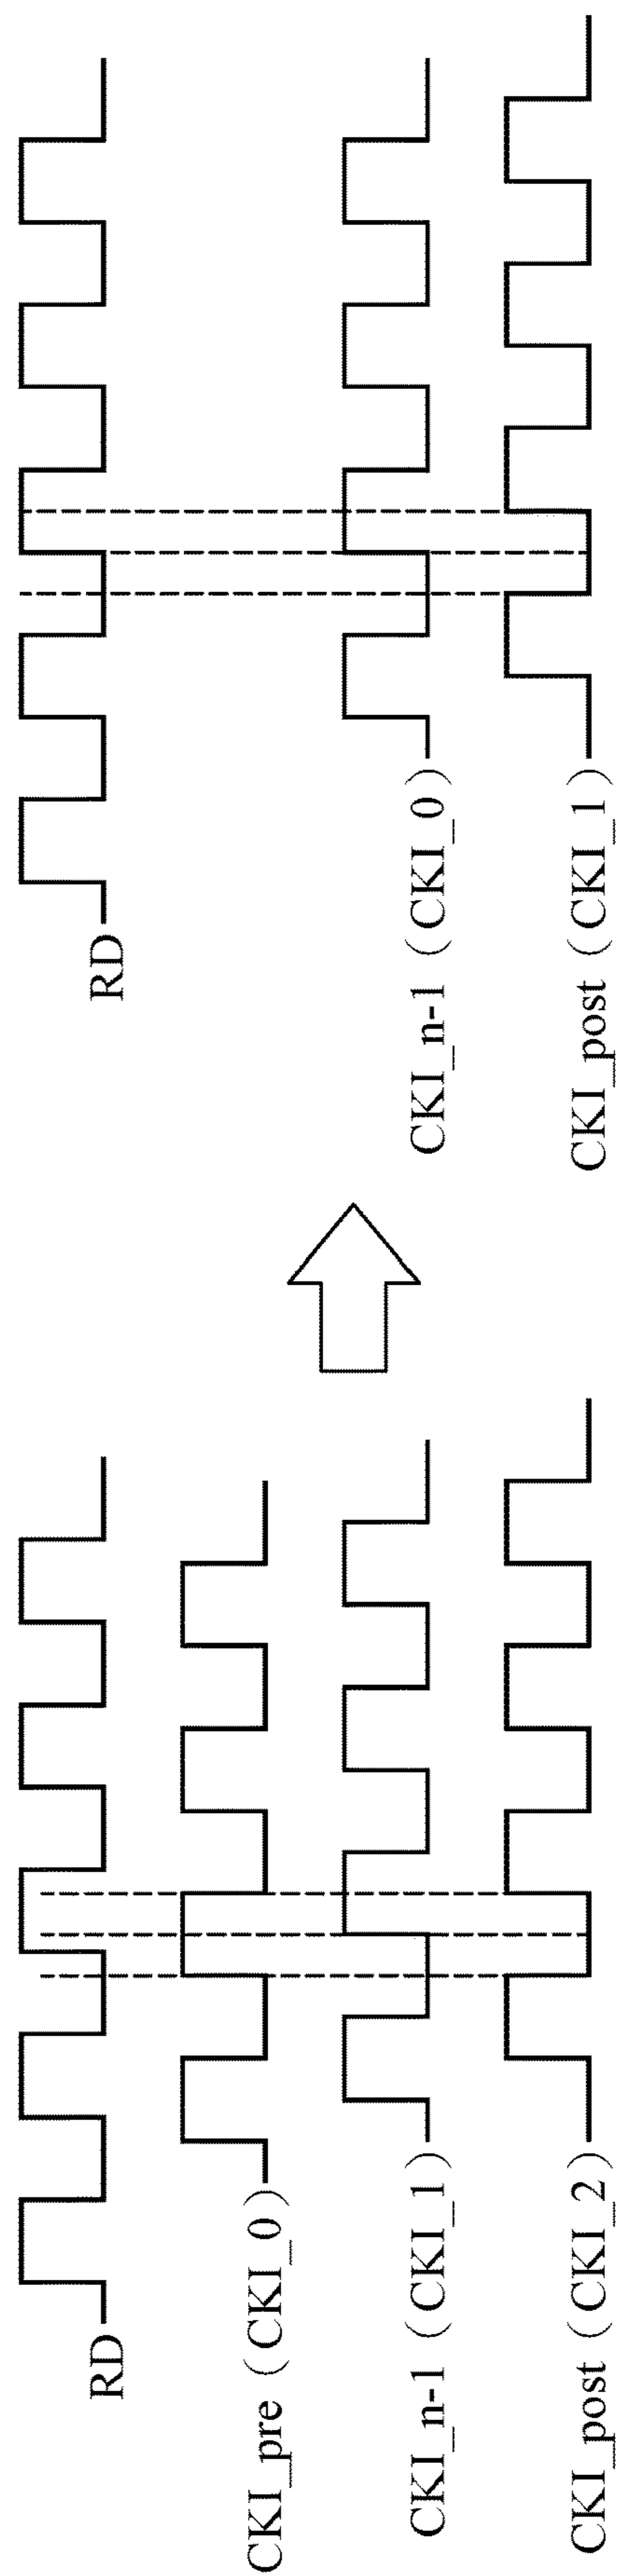 RD
CKI_pre（CKI_0）
CKI_n-1（CKI_1）
CKI_post（CKI_2）
RD
CKI_n-1（CKI_0）
CKI_post（CKI_1）